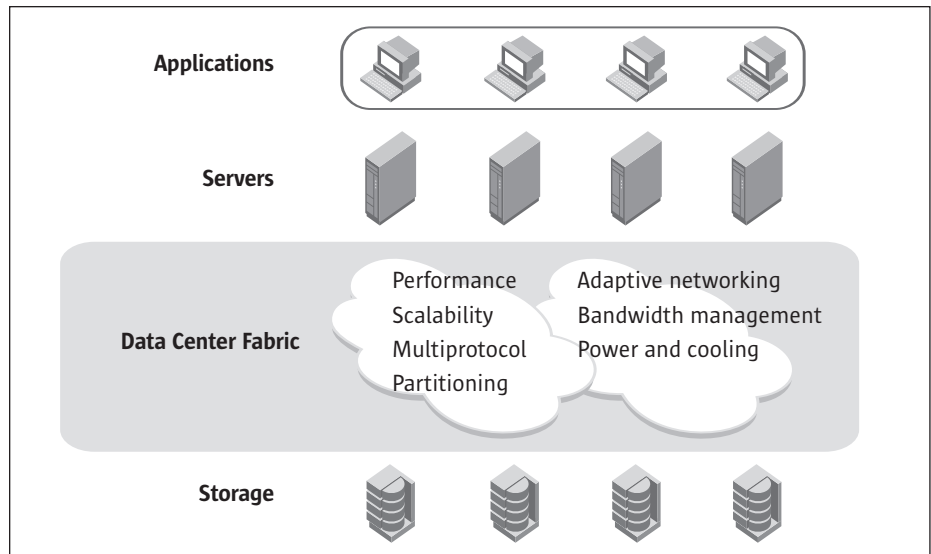 Applications
Servers
Data Center Fabric
Performance
Scalability
Multiprotocol
Partitioning
Adaptive networking
Bandwidth management
Power and cooling
Storage